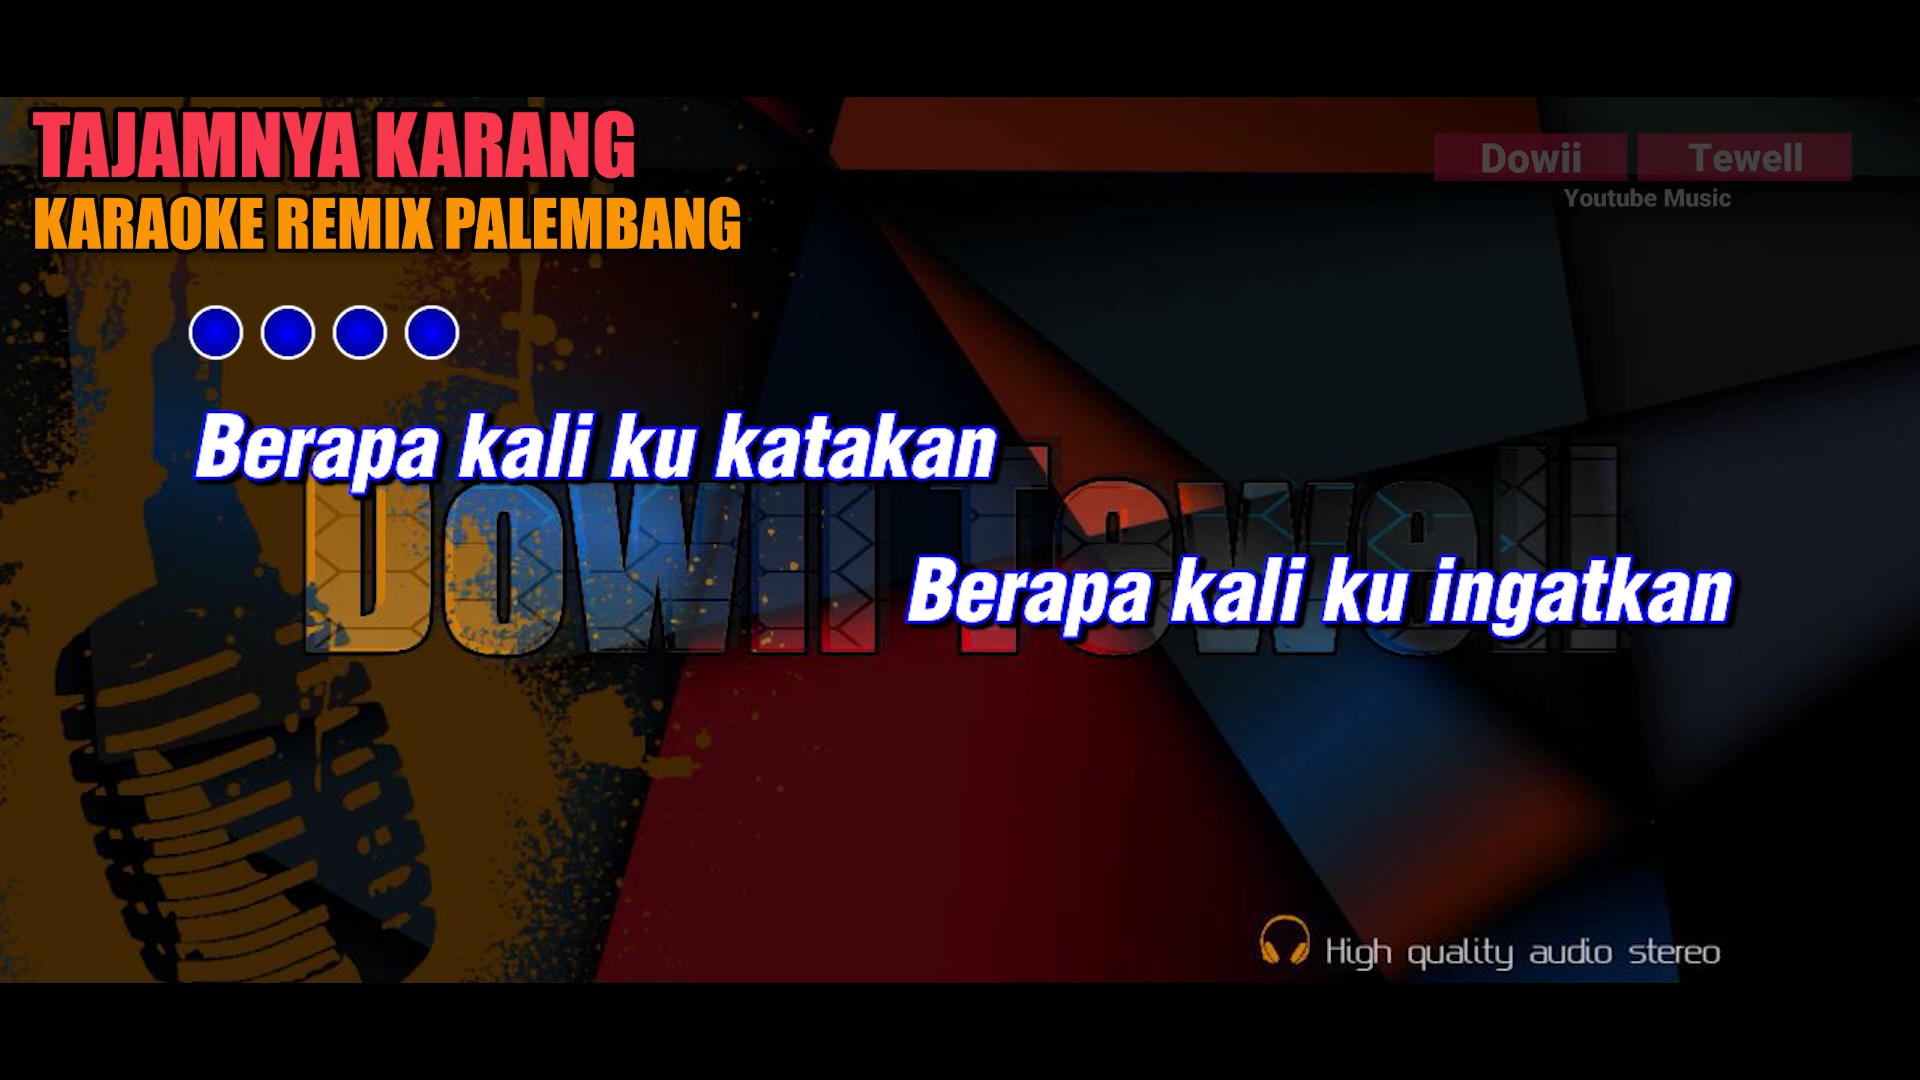 TAJAMNYA KARANG
KARAOKE REMIX PALEMBANG
Dowii Tewell
Youtube Music
Berapa kali ku katakan
Dowii Tewell
Berapa kali ku ingatkan
High quality audio stereo